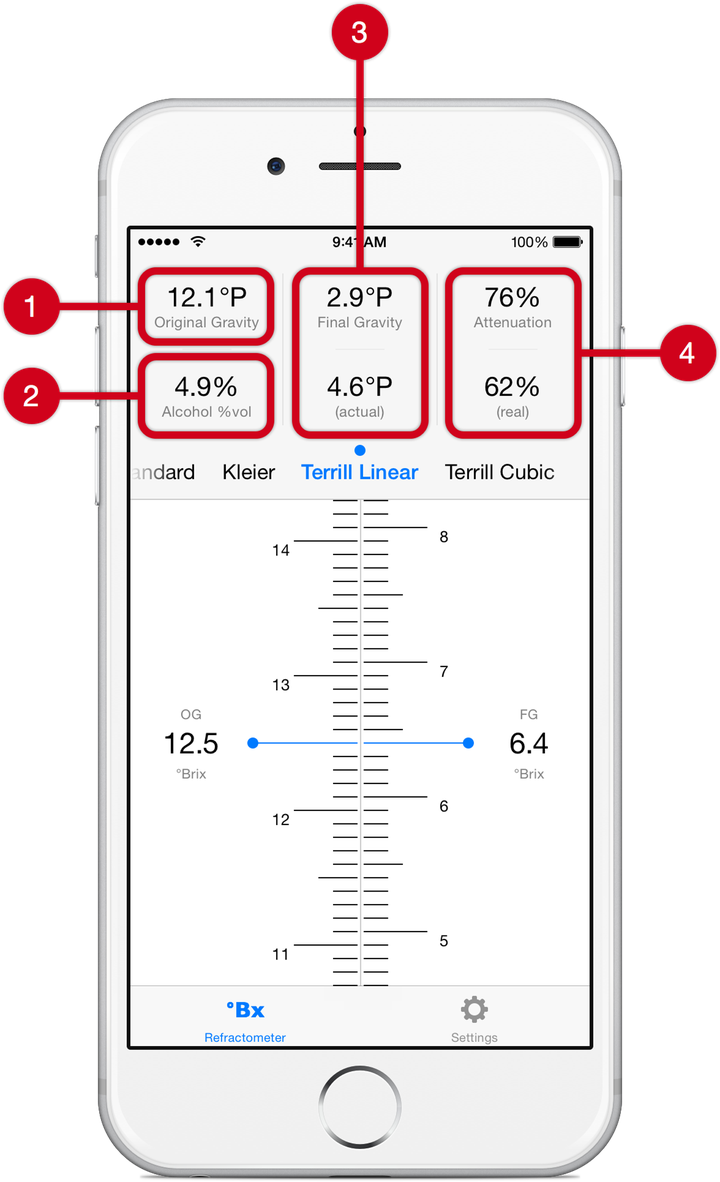 3
9:41 AM
100%
1
12.1°P
Original Gravity
2.9°P
Final Gravity
76%
Attenuation
4
2
4.9%
Alcohol %vol
4.6°P
(actual)
62%
(real)
andard Kleier Terrill Linear Terrill Cubic
8
14
7
13
OG
12.5
°Brix
FG
6.4
°Brix
6
12
5
11
°Bx
Refractometer
Settings